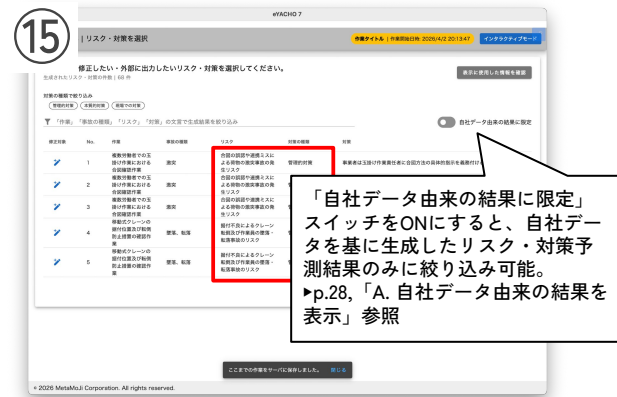 eYACHO 7
⑮
| リスク・対策を選択
作業タイトル | 作業開始日時: 2026/4/2 20:13:47
インタラクティブモード
修正したい・外部に出力したいリスク・対策を選択してください。
生成されたリスク・対策の件数 | 68 件
表示に使用した情報を確認
対策の種類で絞り込み
管理的対策 本質的対策 現場での対策
「作業」「事故の種類」「リスク」「対策」の文言で生成結果を絞り込み
自社データ由来の結果に限定
修正対象 No. 作業 事故の種類 リスク 対策の種類 対策
1 複数労働者での玉掛け作業における合図確認作業 激突 合図の誤認や連携ミスによる荷物の激突事故の発生リスク 管理的対策 事業者は玉掛け作業責任者に合図方法の具体的指示を義務付ける
2 複数労働者での玉掛け作業における合図確認作業 激突 合図の誤認や連携ミスによる荷物の激突事故の発生リスク
3 複数労働者での玉掛け作業における合図確認作業 激突 合図の誤認や連携ミスによる荷物の激突事故の発生リスク
4 移動式クレーンの据付位置及び転倒防止措置の確認作業 墜落、転落 据付不良によるクレーン転倒及び作業員の墜落・転落事故のリスク
5 移動式クレーンの据付位置及び転倒防止措置の確認作業 墜落、転落 据付不良によるクレーン転倒及び作業員の墜落・転落事故のリスク
「自社データ由来の結果に限定」
スイッチをONにすると、自社デー
タを基に生成したリスク・対策予
測結果のみに絞り込み可能。
▶p.28,「A. 自社データ由来の結果を
表示」参照
ここまでの作業をサーバに保存しました。 閉じる
© 2026 MetaMoJi Corporation. All rights reserved.